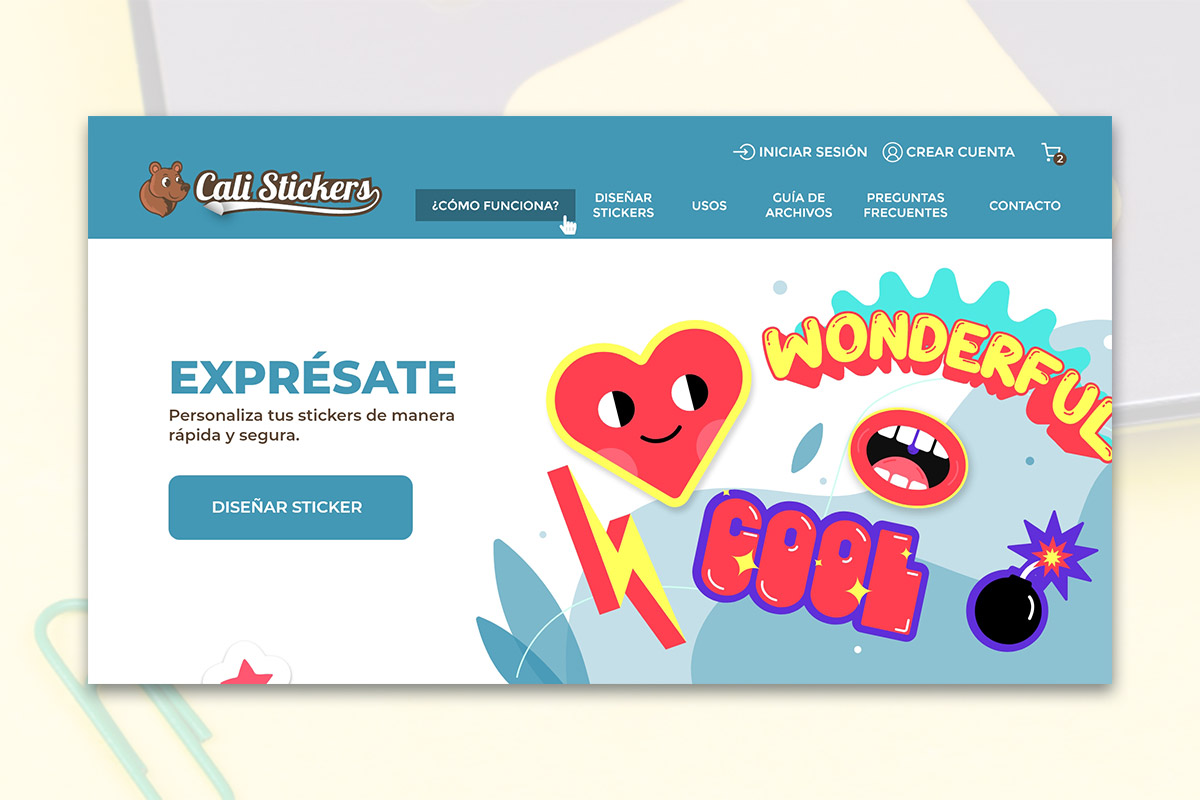 INICIAR SESIÓN
CREAR CUENTA
2
Cali Stickers
¿CÓMO FUNCIONA?
DISEÑAR
STICKERS
USOS
GUÍA DE
ARCHIVOS
PREGUNTAS
FRECUENTES
CONTACTO
EXPRÉSATE
Personaliza tus stickers de manera
rápida y segura.
DISEÑAR STICKER
WONDERFUL
COOL